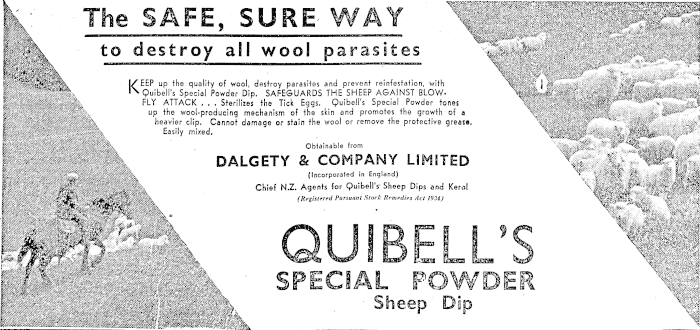 The SAFE, SURE WAY
to destroy all wool parasites
KEEP up the quality of wool, destroy parasites and prevent reinfestation, with
Quibell's Special Powder Dip. SAFEGUARDS THE SHEEP AGAINST BLOW-
FLY ATTACK . . . Sterilizes the Tick Eggs. Quibell's Special Powder tones
up the wool-producing mechanism of the skin and promotes the growth of a
heavier clip. Cannot damage or stain the wool or remove the protective grease.
Easily mixed.
Obtainable from
DALGETY & COMPANY LIMITED
(Incorporated in England)
Chief N.Z. Agents for Quibell's Sheep Dips and Kerol
(Registered Pursuant Stock Remedies Act 1934)
QUIBELL'S
SPECIAL POWDER
Sheep Dip